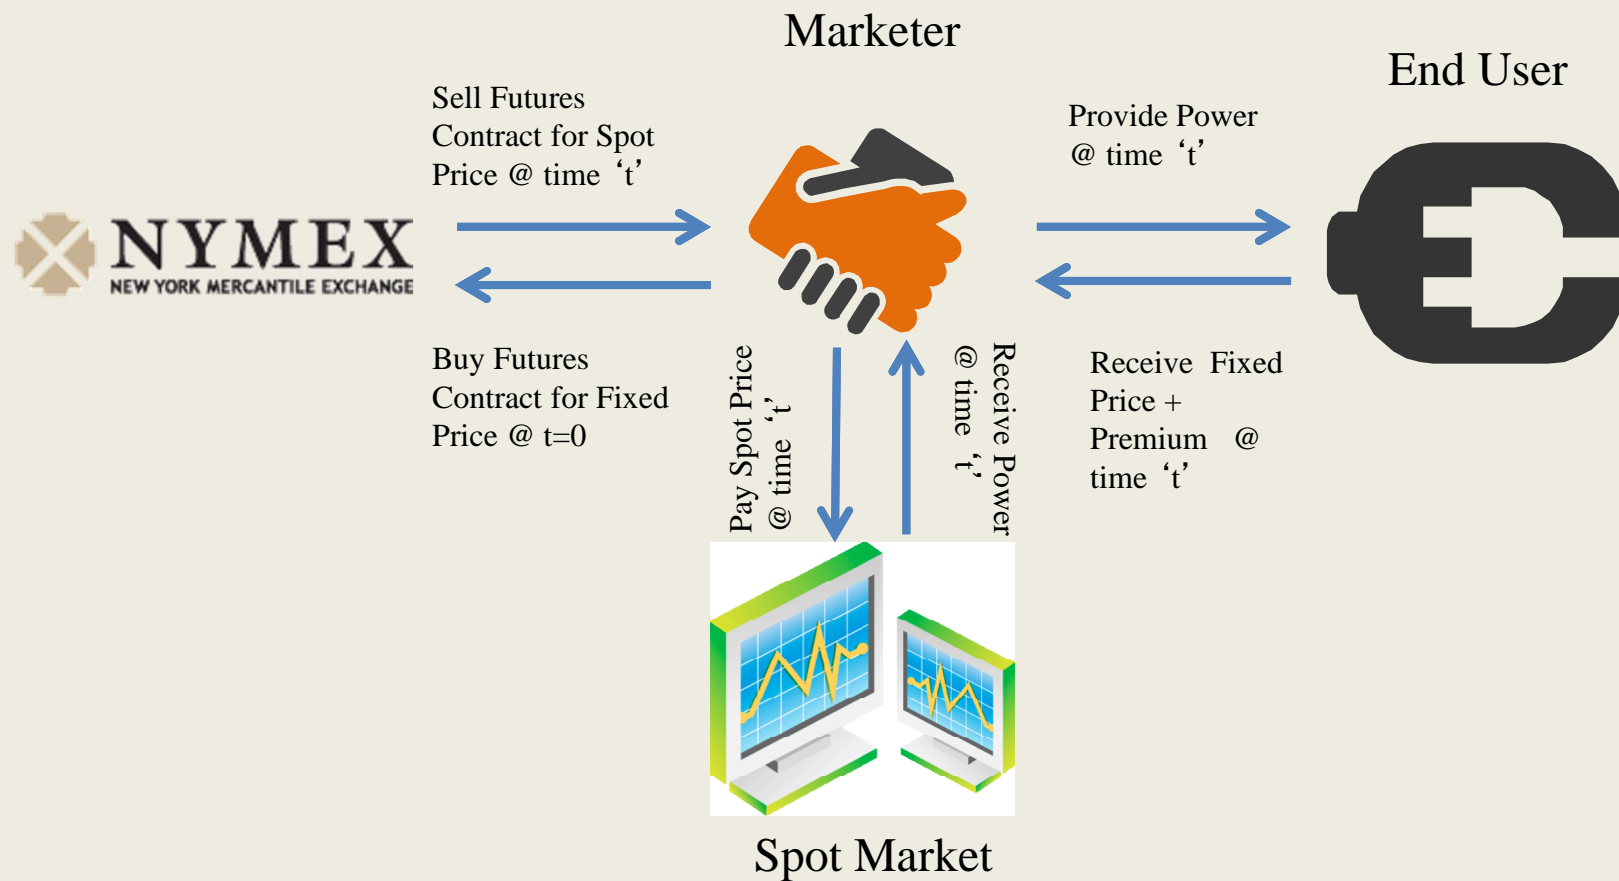 Marketer
End User
Sell Futures
Contract for Spot
Price @ time ‘t’
Provide Power
@ time ‘t’
NYMEX
NEW YORK MERCANTILE EXCHANGE
Buy Futures
Contract for Fixed
Price @ t=0
Pay Spot Price
@ time ‘t’
Receive Power
@ time ‘t’
Receive Fixed
Price +
Premium @
time ‘t’
Spot Market